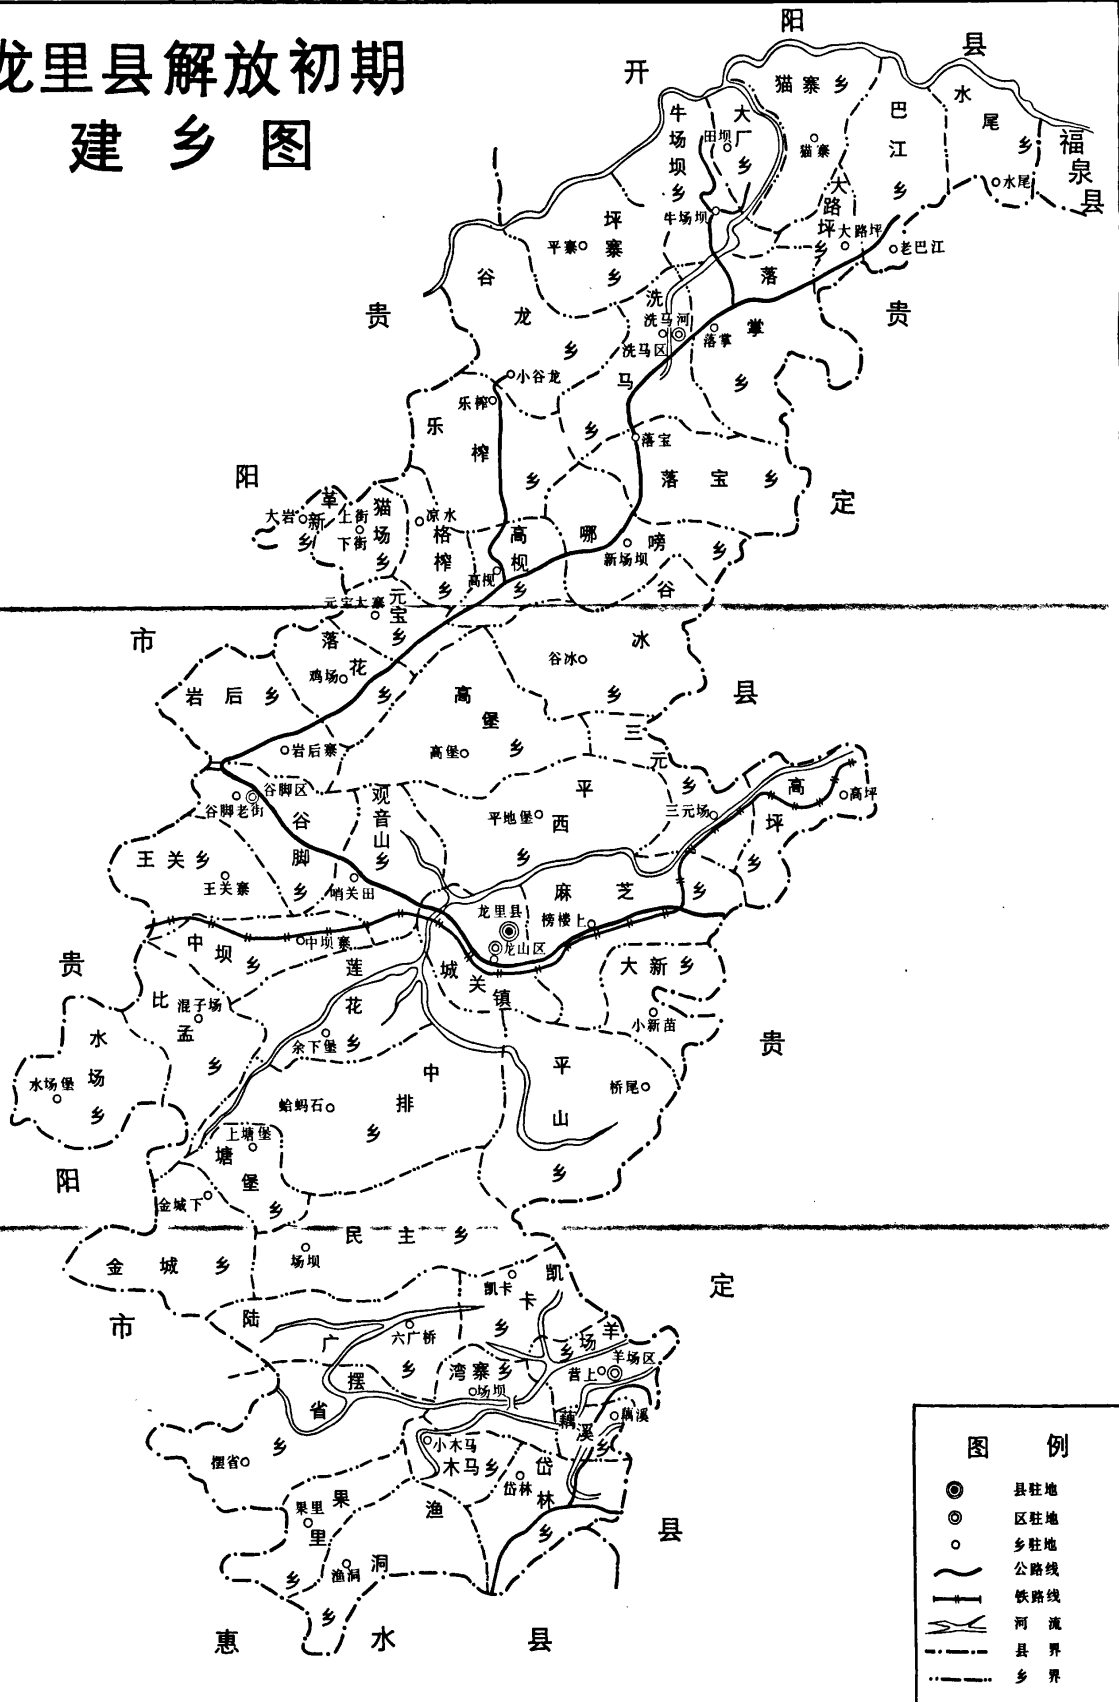 龙里县解放初期
建乡图
阳
县
开
猫寨乡
水尾乡
牛场坝乡
大厂乡
巴江乡
福泉县
田坝
猫寨
大路坪乡
水尾
牛场坝
坪寨乡
平寨
大路坪
老巴江
谷龙乡
落掌乡
洗马乡
贵
贵
洗马河
洗马区
落掌
小谷龙
乐榨
乐榨乡
落宝
落宝乡
阳
定
革新乡
猫场乡
大岩
上街
下街
凉水
格榨乡
高枧乡
哪嗙乡
新场坝
高枧
谷冰乡
元宝大寨
元宝乡
市
落花乡
鸡场
谷冰
岩后乡
县
高堡乡
三元乡
岩后寨
高堡
谷脚区
谷脚老街
谷脚乡
观音山乡
平西乡
平地堡
三元场
高坪乡
高坪
王关乡
王关寨
哨关田
麻芝乡
龙里县
榜楼上
龙山区
中坝乡
中坝寨
城关镇
大新乡
贵
莲花乡
比孟乡
混子场
小新苗
水场乡
余下堡
平山乡
贵
水场堡
中排乡
桥尾
蛤蚂石
上塘堡
塘堡乡
阳
金城下
民主乡
金城乡
场坝
凯卡乡
凯卡
定
市
陆广乡
六广桥
羊场乡
羊场区
湾寨乡
营上
摆省乡
场坝
藕溪乡
藕溪
小木马
木马乡
摆省
岱林乡
岱林
果里乡
果里
渔洞乡
渔洞
县
惠水县
图例
县驻地
区驻地
乡驻地
公路线
铁路线
河流
县界
乡界